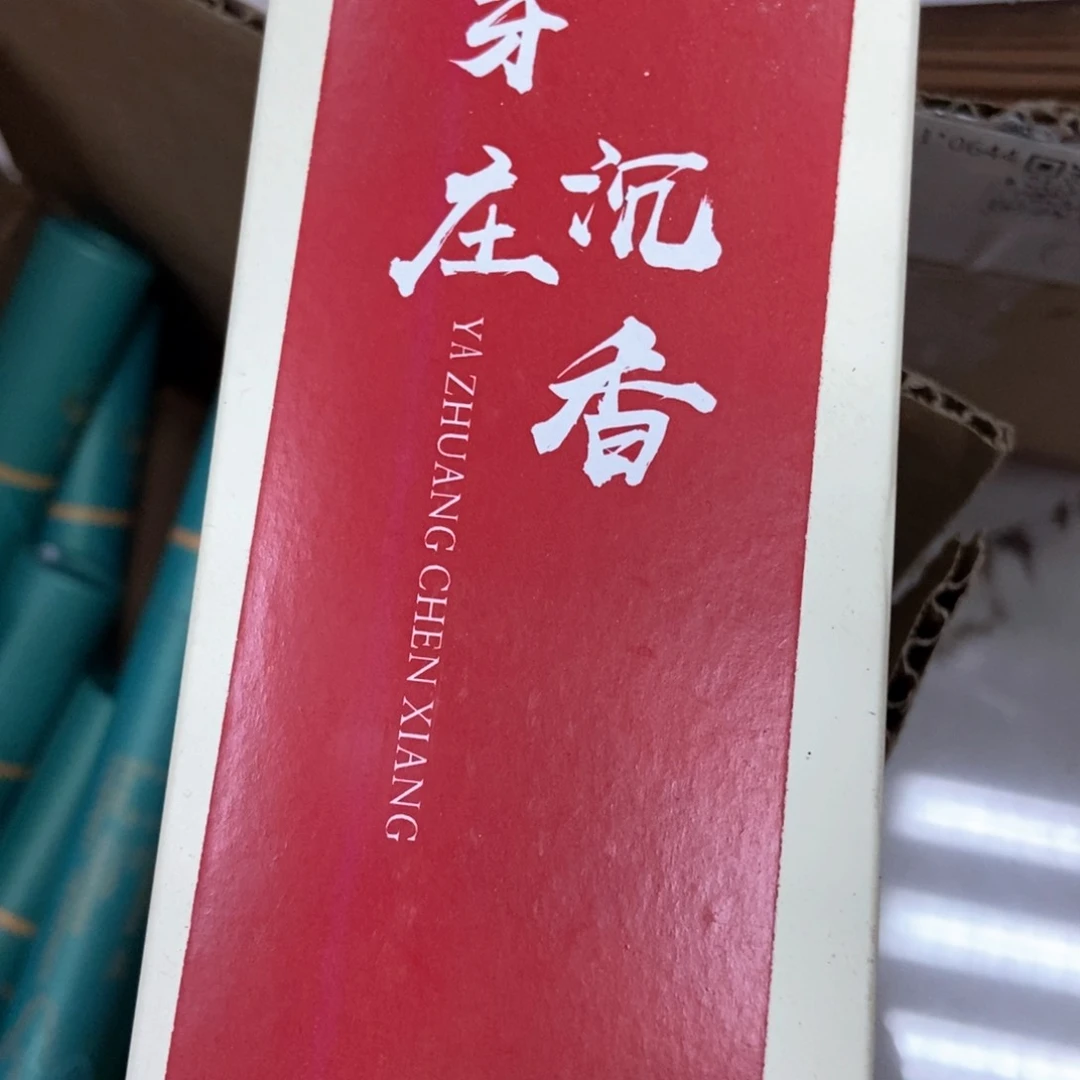 芽庄
沉香
YA ZHUANG CHEN XIANG